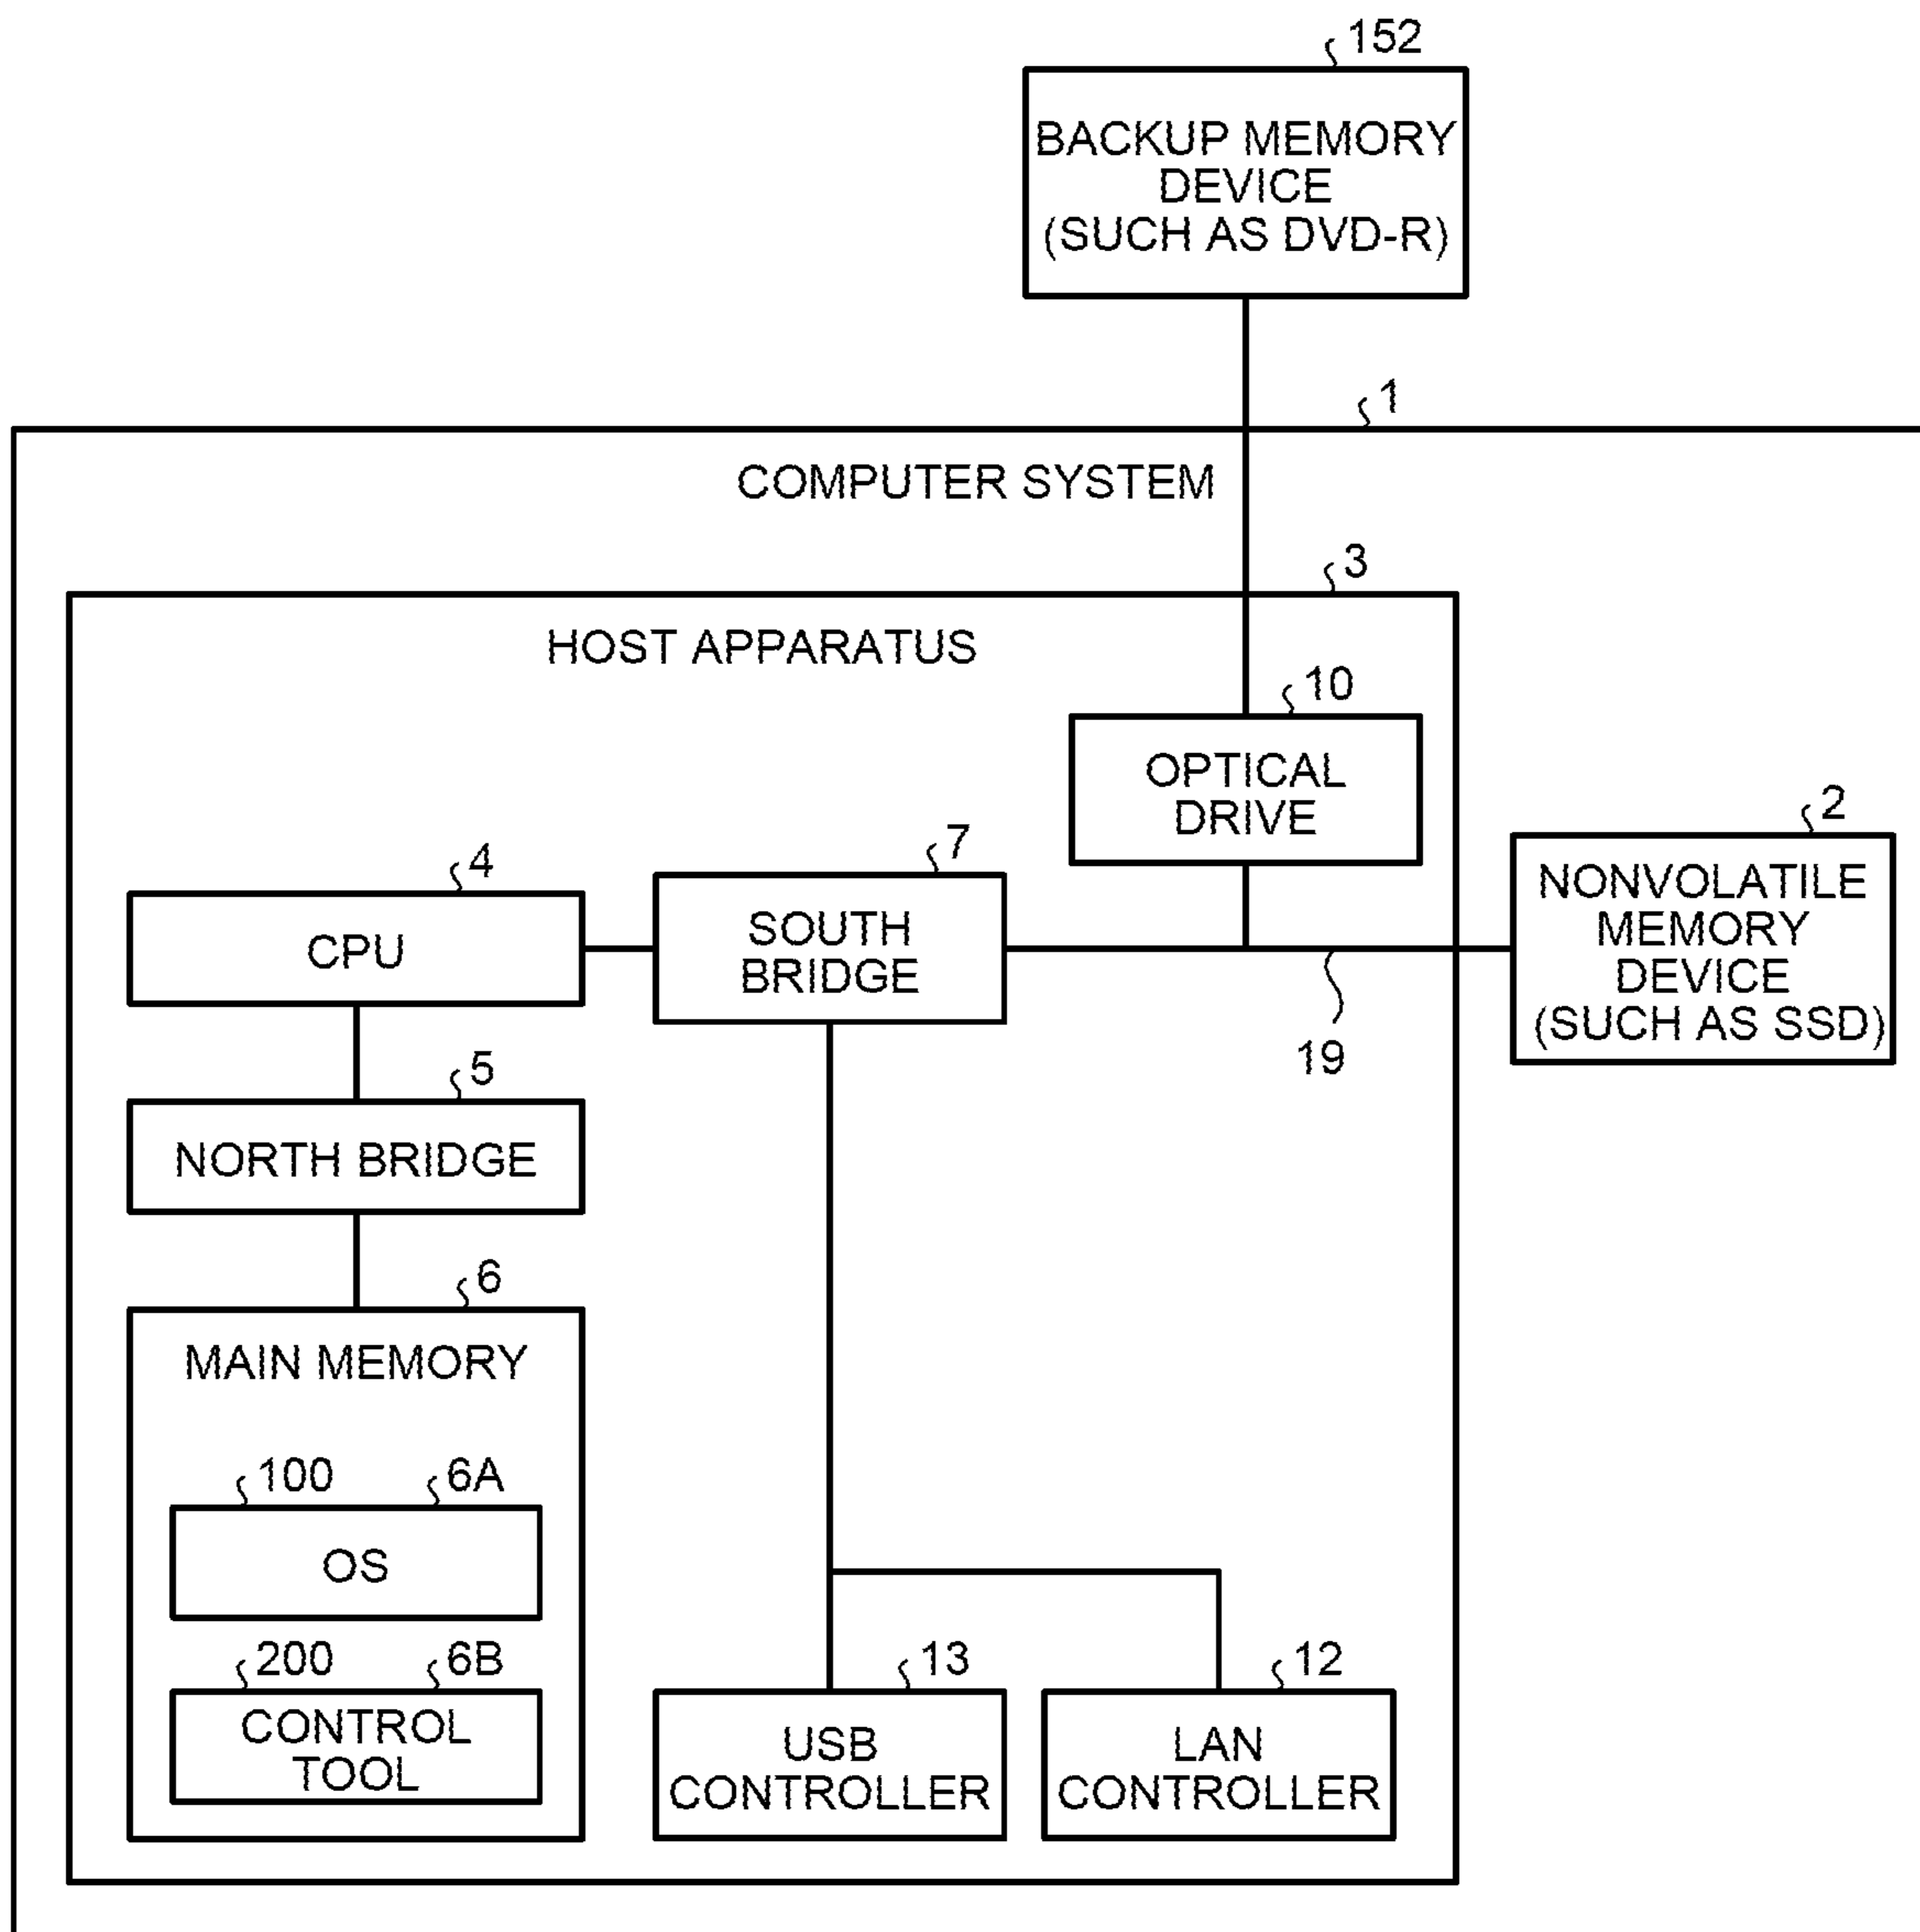 152
BACKUP MEMORY
DEVICE
(SUCH AS DVD-R)
1
COMPUTER SYSTEM
3
HOST APPARATUS
10
OPTICAL
DRIVE
2
NONVOLATILE
MEMORY
DEVICE
(SUCH AS SSD)
7
SOUTH
BRIDGE
4
CPU
19
5
NORTH BRIDGE
6
MAIN MEMORY
100
6A
OS
200
6B
CONTROL
TOOL
13
USB
CONTROLLER
12
LAN
CONTROLLER